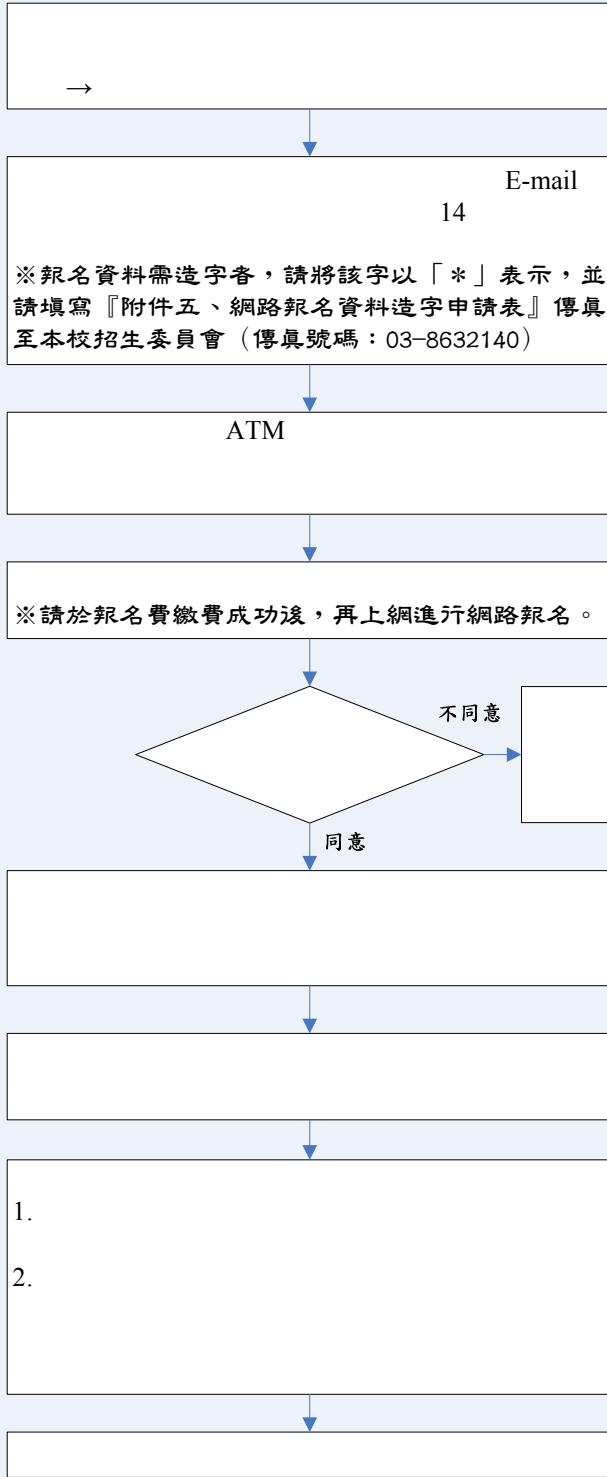 →
E-mail
14
※報名資料需造字者，請將該字以「＊」表示，並
請填寫『附件五、網路報名資料造字申請表』傳真
至本校招生委員會（傳真號碼：03-8632140）
ATM
※請於報名費繳費成功後，再上網進行網路報名。
不同意
同意
1.
2.